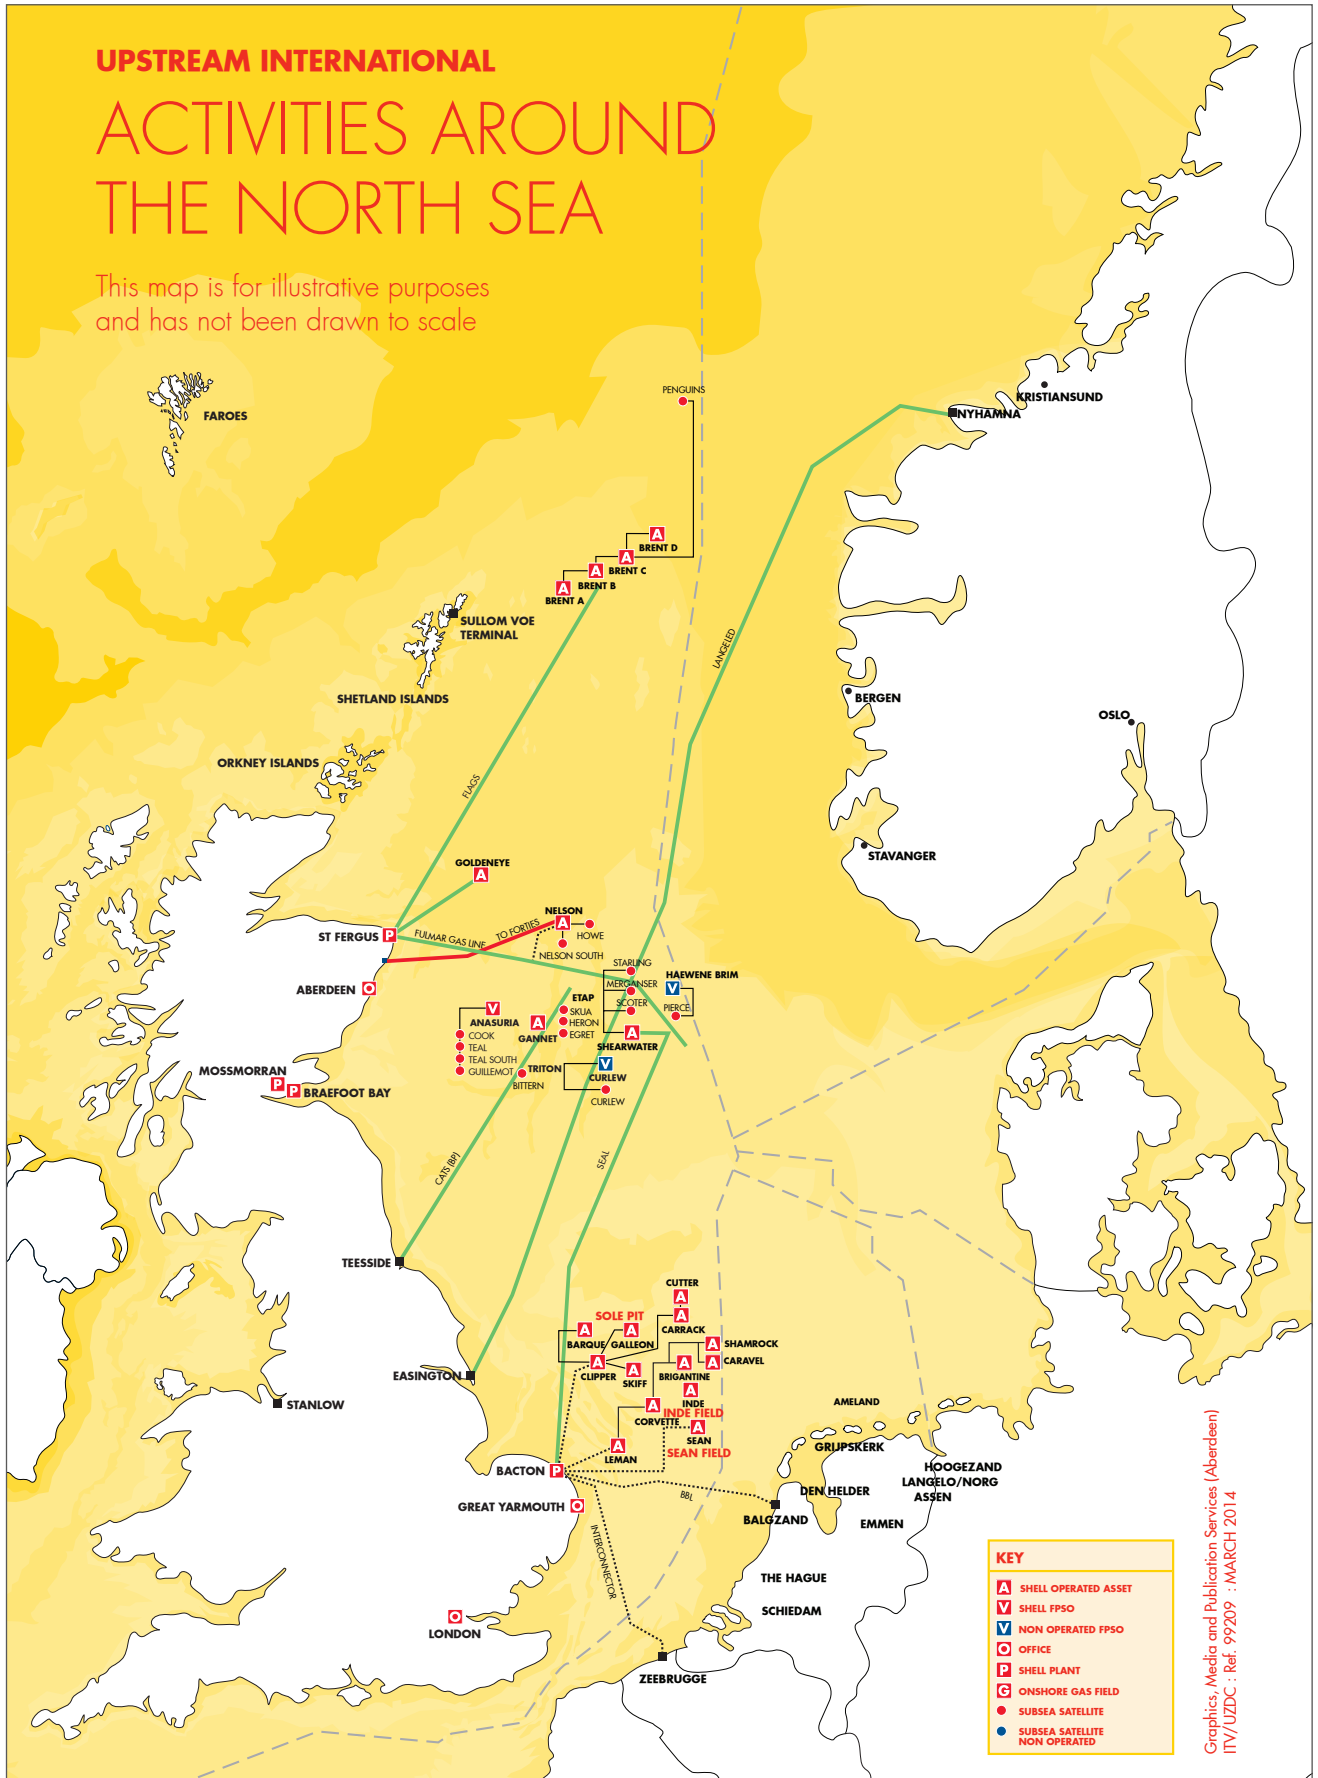 UPSTREAM INTERNATIONAL
ACTIVITIES AROUND
THE NORTH SEA
This map is for illustrative purposes
and has not been drawn to scale
FAROES
PENGUINS
KRISTIANSUND
NYHAMNA
A
BRENT D
A
BRENT C
A
BRENT B
A
BRENT A
SULLOM VOE
TERMINAL
LANGELED
SHETLAND ISLANDS
BERGEN
OSLO
ORKNEY ISLANDS
FLAGS
STAVANGER
GOLDENEYE
A
NELSON
A
HOWE
ST FERGUS P
FULMAR GAS LINE
TO FORTIES
NELSON SOUTH
STARLING
HAEWENE BRIM
V
MERGANSER
ABERDEEN O
ETAP
SCOTER
PIERCE
V
ANASURIA
SKUA
A
GANNET
HERON
EGRET
A
SHEARWATER
COOK
TEAL
TEAL SOUTH
GUILLEMOT
BITTERN
TRITON
V
CURLEW
CURLEW
MOSSMORRAN
P
P BRAEFOOT BAY
CATS (BP)
SEAL
TEESSIDE
CUTTER
A
SOLE PIT
A
CARRACK
A
BARQUE
A
GALLEON
A SHAMROCK
A CARAVEL
A
CLIPPER
A
SKIFF
A
BRIGANTINE
EASINGTON
A
INDE
STANLOW
INDE FIELD
A
CORVETTE
AMELAND
A
SEAN
SEAN FIELD
A
LEMAN
GRIJPSKERK
BACTON P
HOOGEZAND
LANGELO/NORG
ASSEN
DEN HELDER
BBL
GREAT YARMOUTH O
BALGZAND
EMMEN
INTERCONNECTOR
THE HAGUE
SCHIEDAM
O
LONDON
ZEEBRUGGE
KEY
A SHELL OPERATED ASSET
V SHELL FPSO
V NON OPERATED FPSO
O OFFICE
P SHELL PLANT
G ONSHORE GAS FIELD
SUBSEA SATELLITE
SUBSEA SATELLITE
NON OPERATED
Graphics, Media and Publication Services (Aberdeen)
ITV/UZDC : Ref. 99209 : MARCH 2014